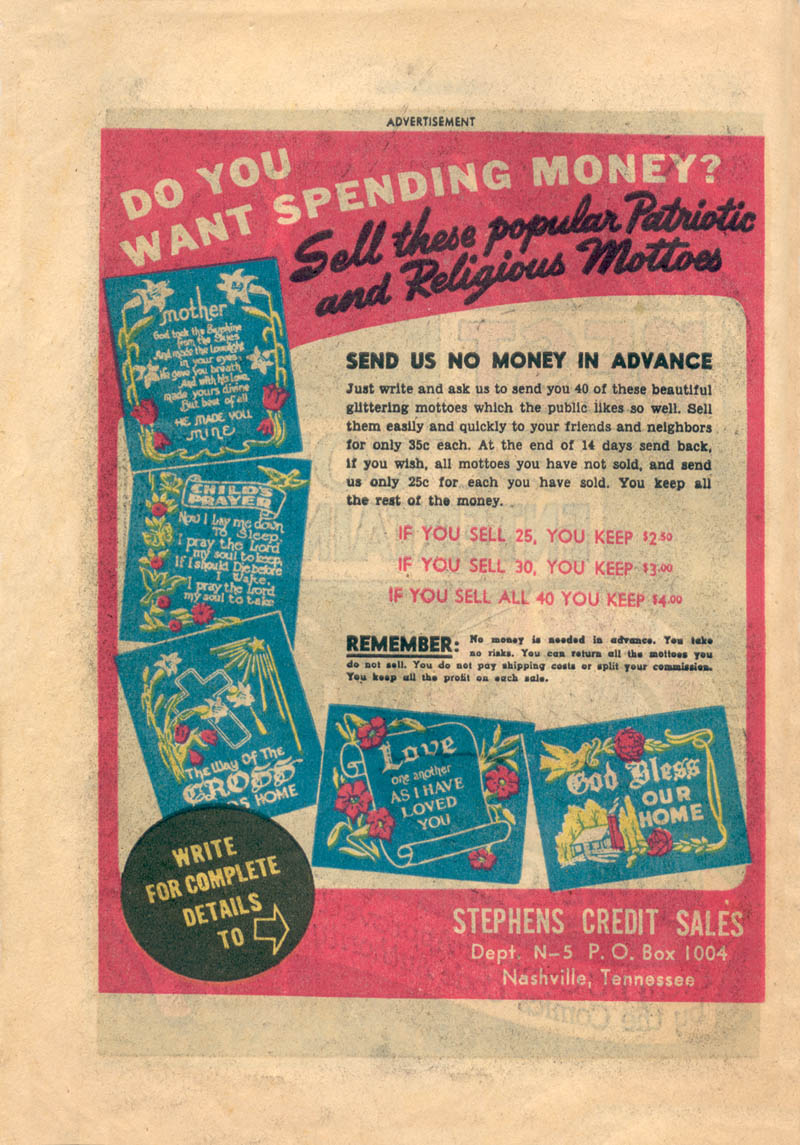 ADVERTISEMENT
DO YOU
WANT SPENDING MONEY?
Sell these popular Patriotic
and Religious Mottoes
mother
God took the Sunshine
from the Skies
And made the Lovelight
in your eyes;
He gave you breath
And with his love,
made yours divine
But best of all
HE MADE YOU
MINE
CHILD'S
PRAYER
Now I Lay me down
To Sleep,
I pray the Lord
my soul to keep,
If I should Die before
I Wake,
I pray the Lord
my soul to take
The Way Of The
CROSS
HOME
SEND US NO MONEY IN ADVANCE
Just write and ask us to send you 40 of these beautiful
glittering mottoes which the public likes so well. Sell
them easily and quickly to your friends and neighbors
for only 35c each. At the end of 14 days send back,
if you wish, all mottoes you have not sold, and send
us only 25c for each you have sold. You keep all
the rest of the money.
IF YOU SELL 25, YOU KEEP $2.50
IF YOU SELL 30, YOU KEEP $3.00
IF YOU SELL ALL 40 YOU KEEP $4.00
REMEMBER: No money is needed in advance. You take
no risks. You can return all the mottoes you
do not sell. You do not pay shipping costs or split your commission.
You keep all the profit on each sale.
Love
one another
AS I HAVE
LOVED
YOU
God Bless
OUR
HOME
WRITE
FOR COMPLETE
DETAILS
TO
STEPHENS CREDIT SALES
Dept. N-5 P. O. Box 1004
Nashville, Tennessee